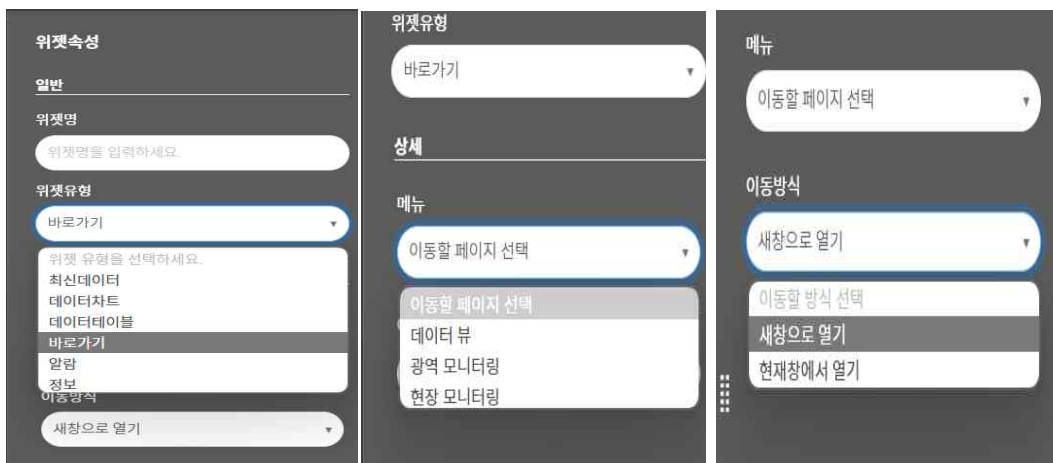 위젯속성
일반
위젯명
위젯명을 입력하세요.
위젯유형
바로가기
위젯 유형을 선택하세요.
최신데이터
데이터차트
데이터테이블
바로가기
알람
정보
이동방식
새창으로 열기
위젯유형
바로가기
상세
메뉴
이동할 페이지 선택
이동할 페이지 선택
데이터 뷰
광역 모니터링
현장 모니터링
메뉴
이동할 페이지 선택
이동방식
새창으로 열기
이동할 방식 선택
새창으로 열기
현재창에서 열기